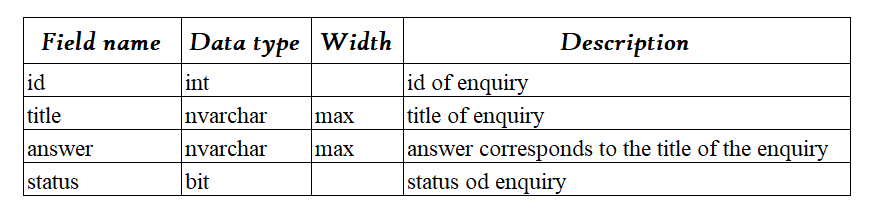 Field name Data type Width Description
id int id of enquiry
title nvarchar max title of enquiry
answer nvarchar max answer corresponds to the title of the enquiry
status bit status od enquiry